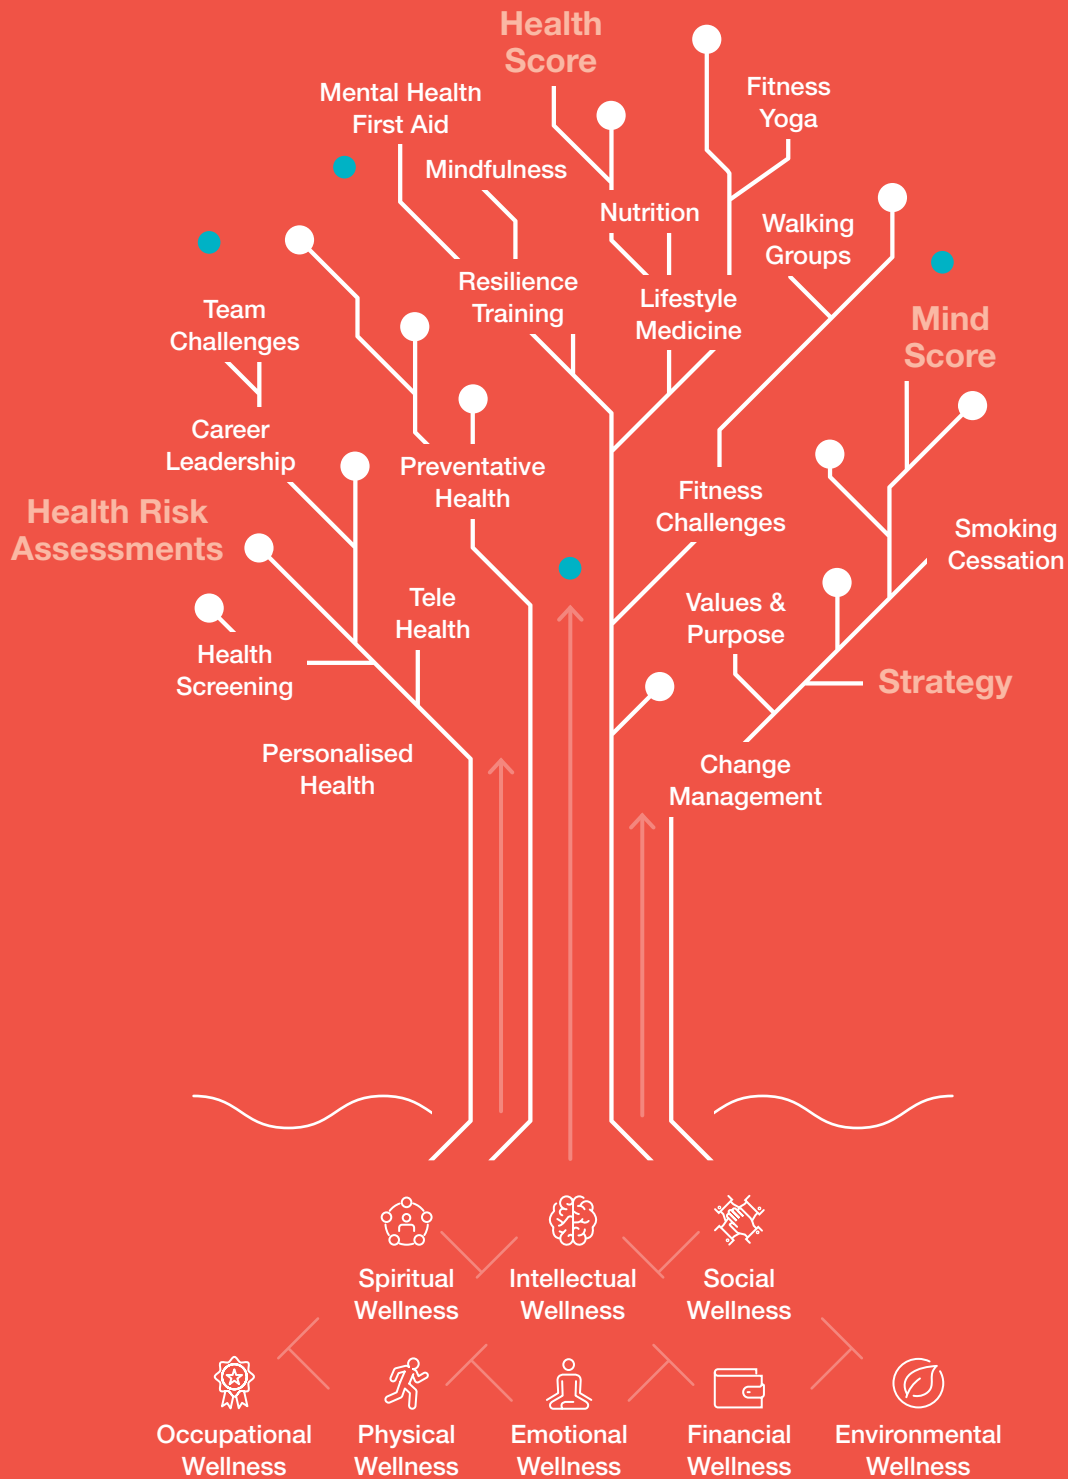 Health
Score
Mental Health
First Aid
Fitness
Yoga
Mindfulness
Nutrition
Walking
Groups
Resilience
Training
Lifestyle
Medicine
Team
Challenges
Mind
Score
Career
Leadership
Preventative
Health
Fitness
Challenges
Health Risk
Assessments
Smoking
Cessation
Tele
Health
Values &
Purpose
Health
Screening
Strategy
Personalised
Health
Change
Management
Spiritual
Wellness
Intellectual
Wellness
Social
Wellness
Occupational
Wellness
Physical
Wellness
Emotional
Wellness
Financial
Wellness
Environmental
Wellness